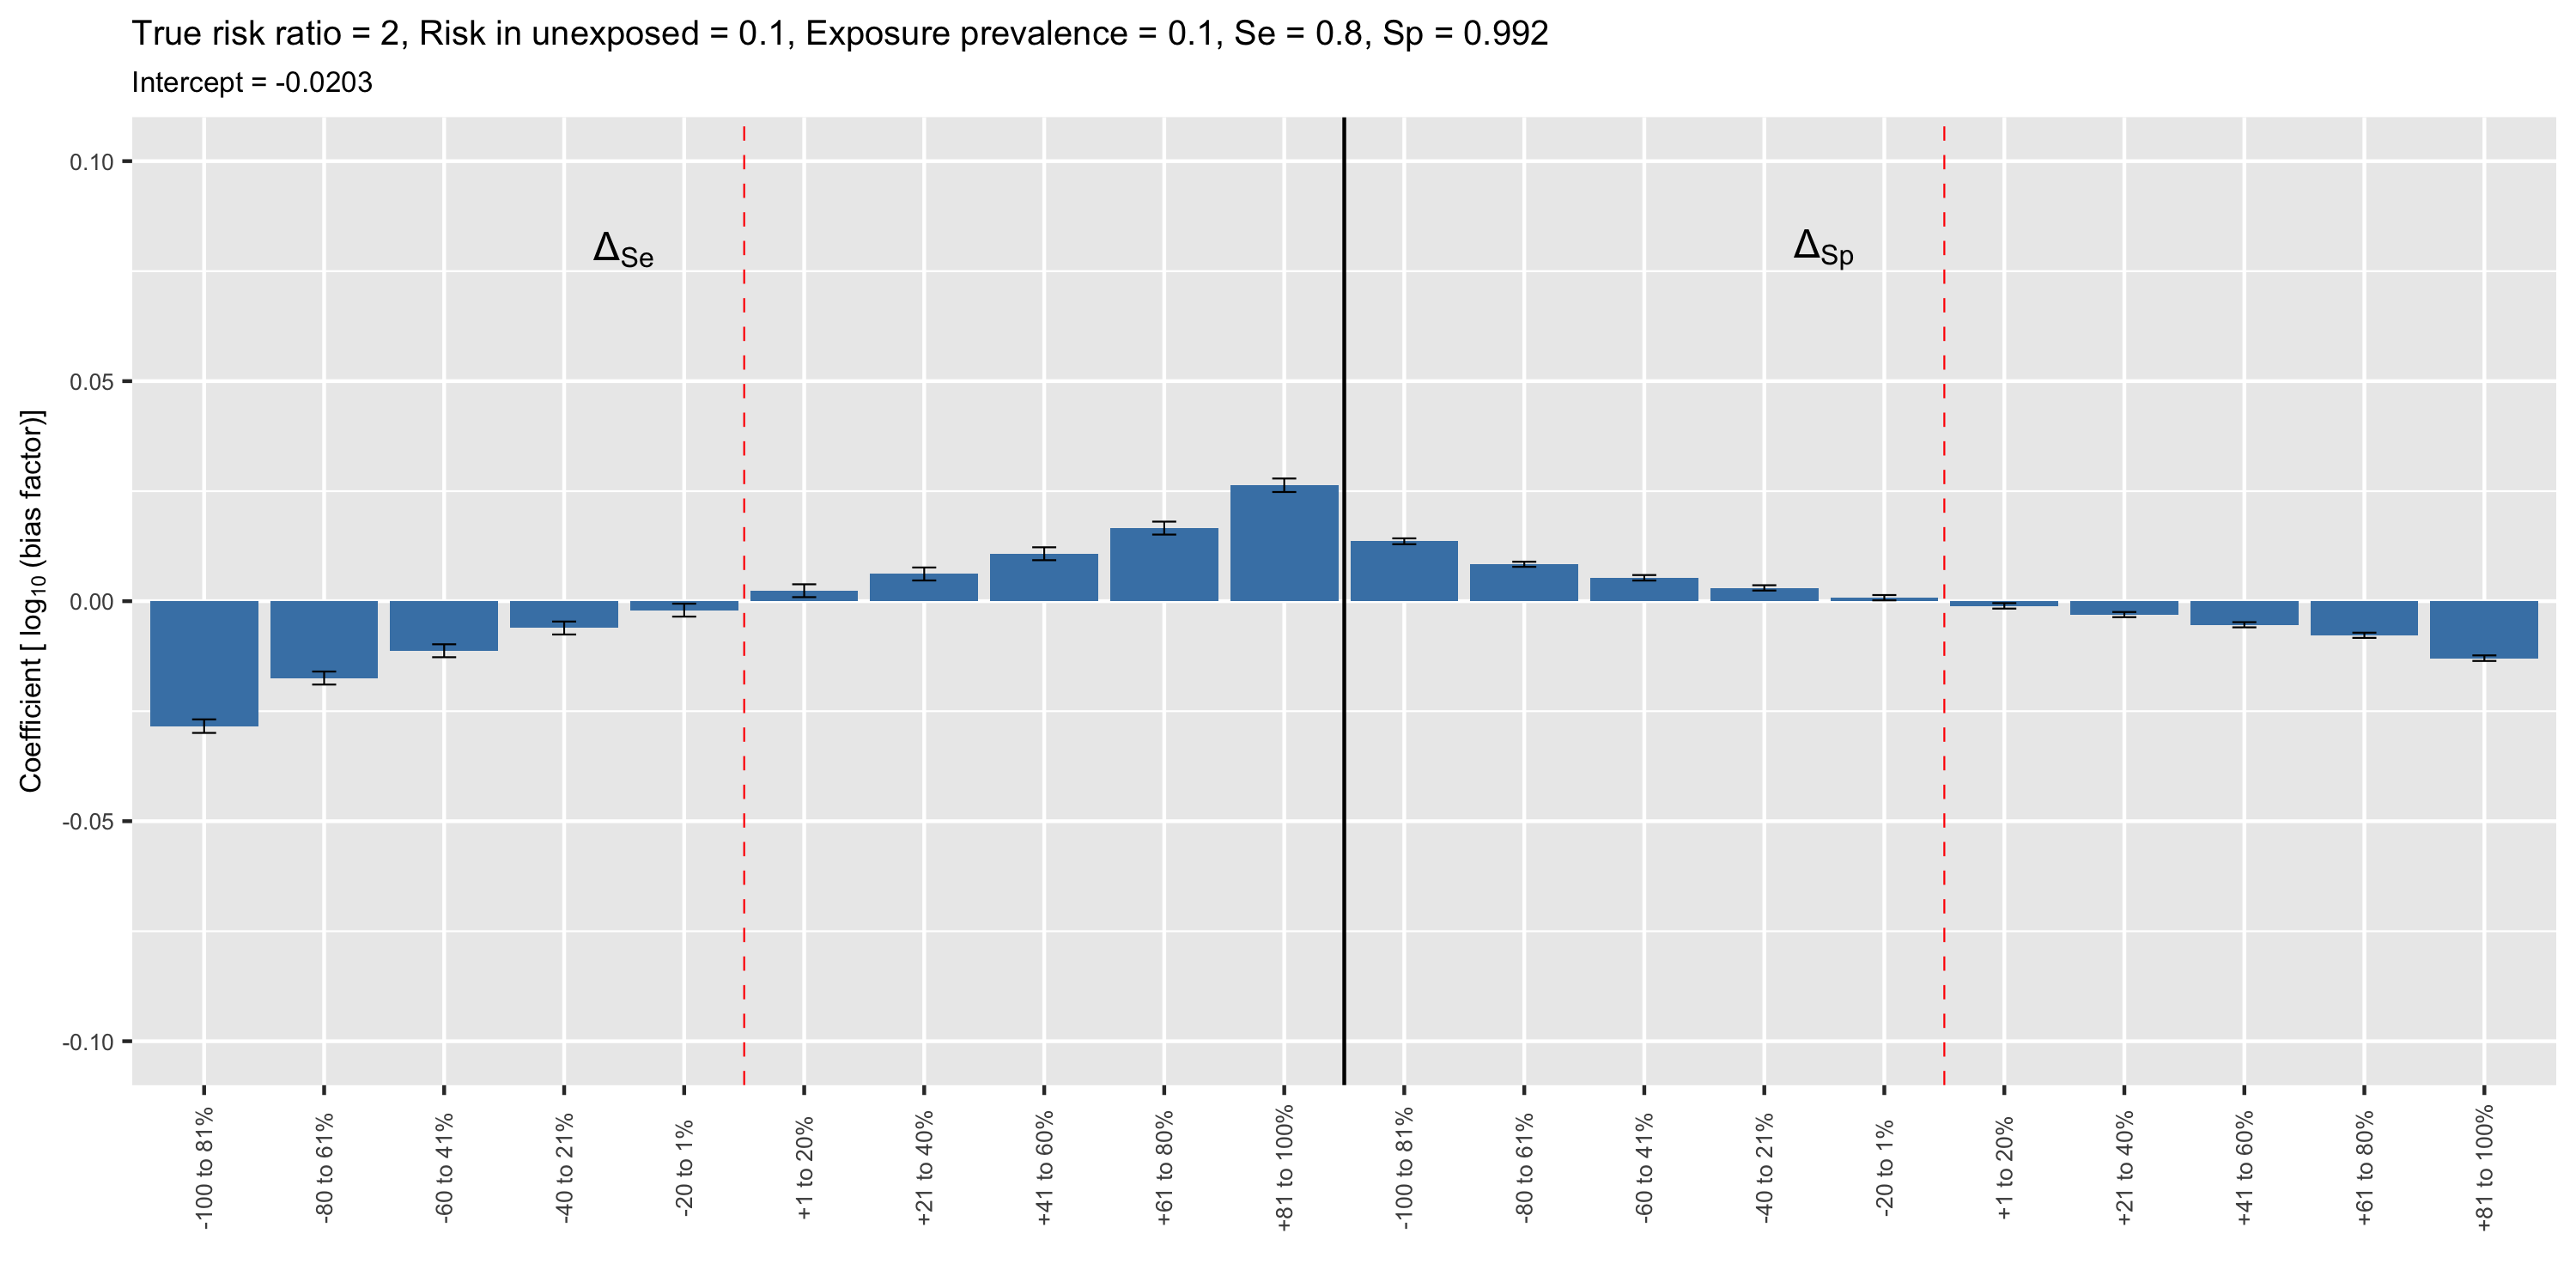 True risk ratio = 2, Risk in unexposed = 0.1, Exposure prevalence = 0.1, Se = 0.8, Sp = 0.992
Intercept = -0.0203
Coefficient [ log10 (bias factor)]
0.10
0.05
0.00
-0.05
-0.10
ΔSe
ΔSp
-100 to 81%
-80 to 61%
-60 to 41%
-40 to 21%
-20 to 1%
+1 to 20%
+21 to 40%
+41 to 60%
+61 to 80%
+81 to 100%
-100 to 81%
-80 to 61%
-60 to 41%
-40 to 21%
-20 to 1%
+1 to 20%
+21 to 40%
+41 to 60%
+61 to 80%
+81 to 100%